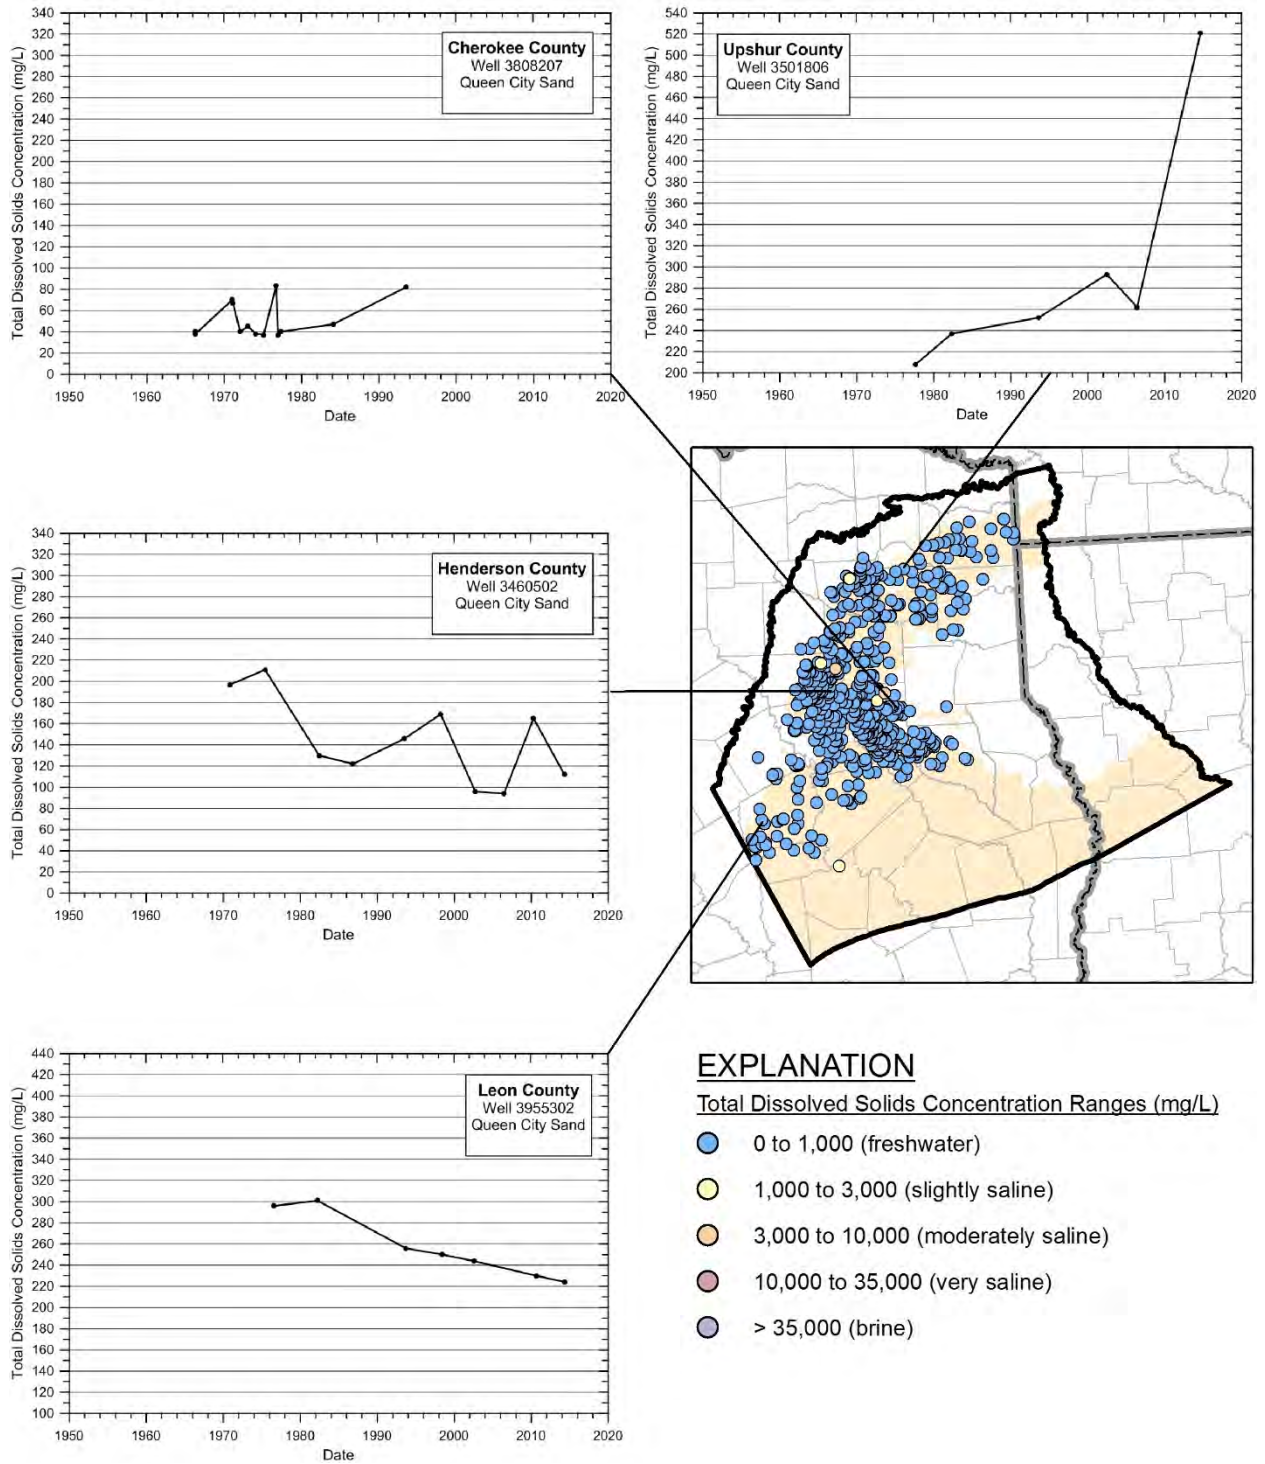 Total Dissolved Solids Concentration (mg/L)
340
320
300
280
260
240
220
200
180
160
140
120
100
80
60
40
20
0
Cherokee County
Well 3808207
Queen City Sand
1950 1960 1970 1980 1990 2000 2010 2020
Date
Total Dissolved Solids Concentration (mg/L)
540
520
500
480
460
440
420
400
380
360
340
320
300
280
260
240
220
200
Upshur County
Well 3501806
Queen City Sand
1950 1960 1970 1980 1990 2000 2010 2020
Date
Total Dissolved Solids Concentration (mg/L)
340
320
300
280
260
240
220
200
180
160
140
120
100
80
60
40
20
0
Henderson County
Well 3460502
Queen City Sand
1950 1960 1970 1980 1990 2000 2010 2020
Date
Total Dissolved Solids Concentration (mg/L)
440
420
400
380
360
340
320
300
280
260
240
220
200
180
160
140
120
100
Leon County
Well 3955302
Queen City Sand
1950 1960 1970 1980 1990 2000 2010 2020
Date
EXPLANATION
Total Dissolved Solids Concentration Ranges (mg/L)
0 to 1,000 (freshwater)
1,000 to 3,000 (slightly saline)
3,000 to 10,000 (moderately saline)
10,000 to 35,000 (very saline)
> 35,000 (brine)